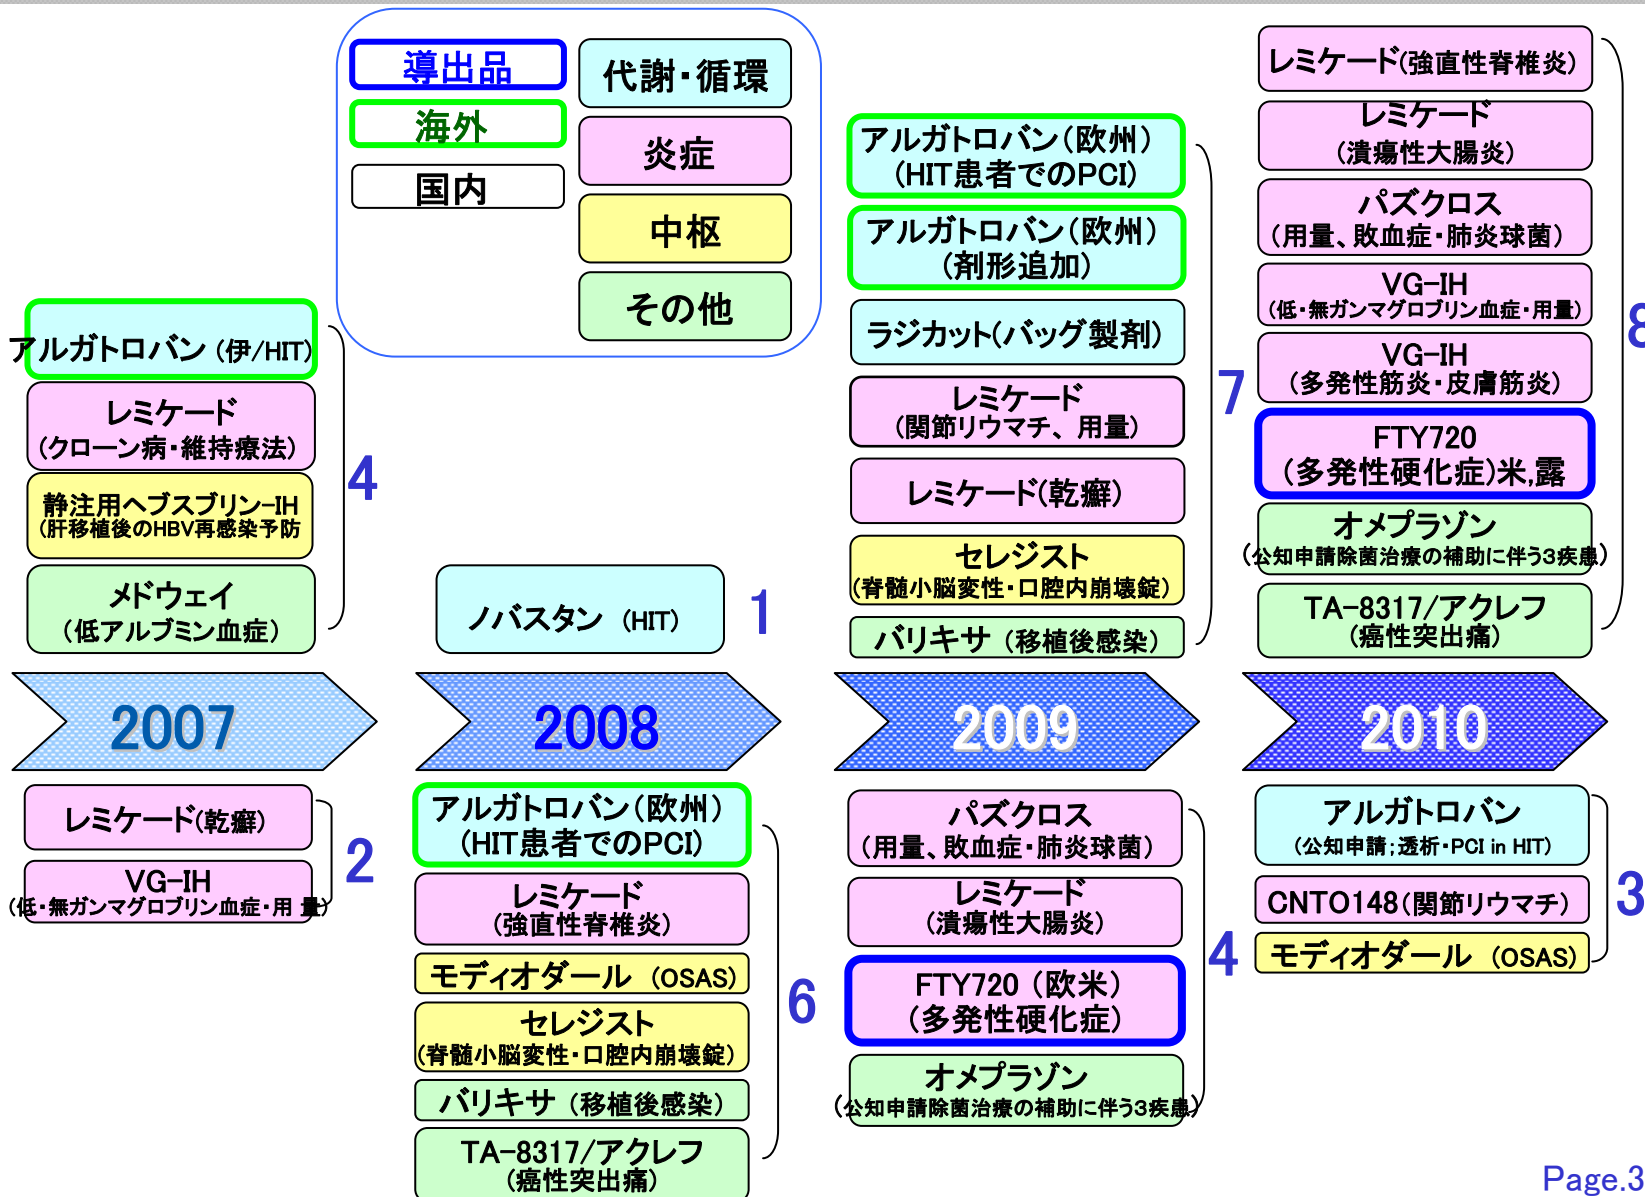 導出品
海外
国内
代謝・循環
炎症
中枢
その他
アルガトロバン (伊/HIT)
レミケード
(クローン病・維持療法)
静注用ヘブスブリン-IH
(肝移植後のHBV再感染予防
メドウェイ
(低アルブミン血症)
4
ノバスタン (HIT)
1
アルガトロバン(欧州)
(HIT患者でのPCI)
アルガトロバン(欧州)
(剤形追加)
ラジカット(バッグ製剤)
レミケード
(関節リウマチ、用量)
レミケード(乾癬)
セレジスト
(脊髄小脳変性・口腔内崩壊錠)
バリキサ (移植後感染)
7
レミケード(強直性脊椎炎)
レミケード
(潰瘍性大腸炎)
パズクロス
(用量、敗血症・肺炎球菌)
VG-IH
(低・無ガンマグロブリン血症・用量)
VG-IH
(多発性筋炎・皮膚筋炎)
FTY720
(多発性硬化症)米,露
オメプラゾン
(公知申請除菌治療の補助に伴う3疾患)
TA-8317/アクレフ
(癌性突出痛)
8
2007
2008
2009
2010
レミケード(乾癬)
VG-IH
(低・無ガンマグロブリン血症・用 量)
2
アルガトロバン(欧州)
(HIT患者でのPCI)
レミケード
(強直性脊椎炎)
モディオダール (OSAS)
セレジスト
(脊髄小脳変性・口腔内崩壊錠)
バリキサ (移植後感染)
TA-8317/アクレフ
(癌性突出痛)
6
パズクロス
(用量、敗血症・肺炎球菌)
レミケード
(潰瘍性大腸炎)
FTY720 (欧米)
(多発性硬化症)
オメプラゾン
(公知申請除菌治療の補助に伴う3疾患)
4
アルガトロバン
(公知申請;透析・PCI in HIT)
CNTO148(関節リウマチ)
モディオダール (OSAS)
3
Page.3